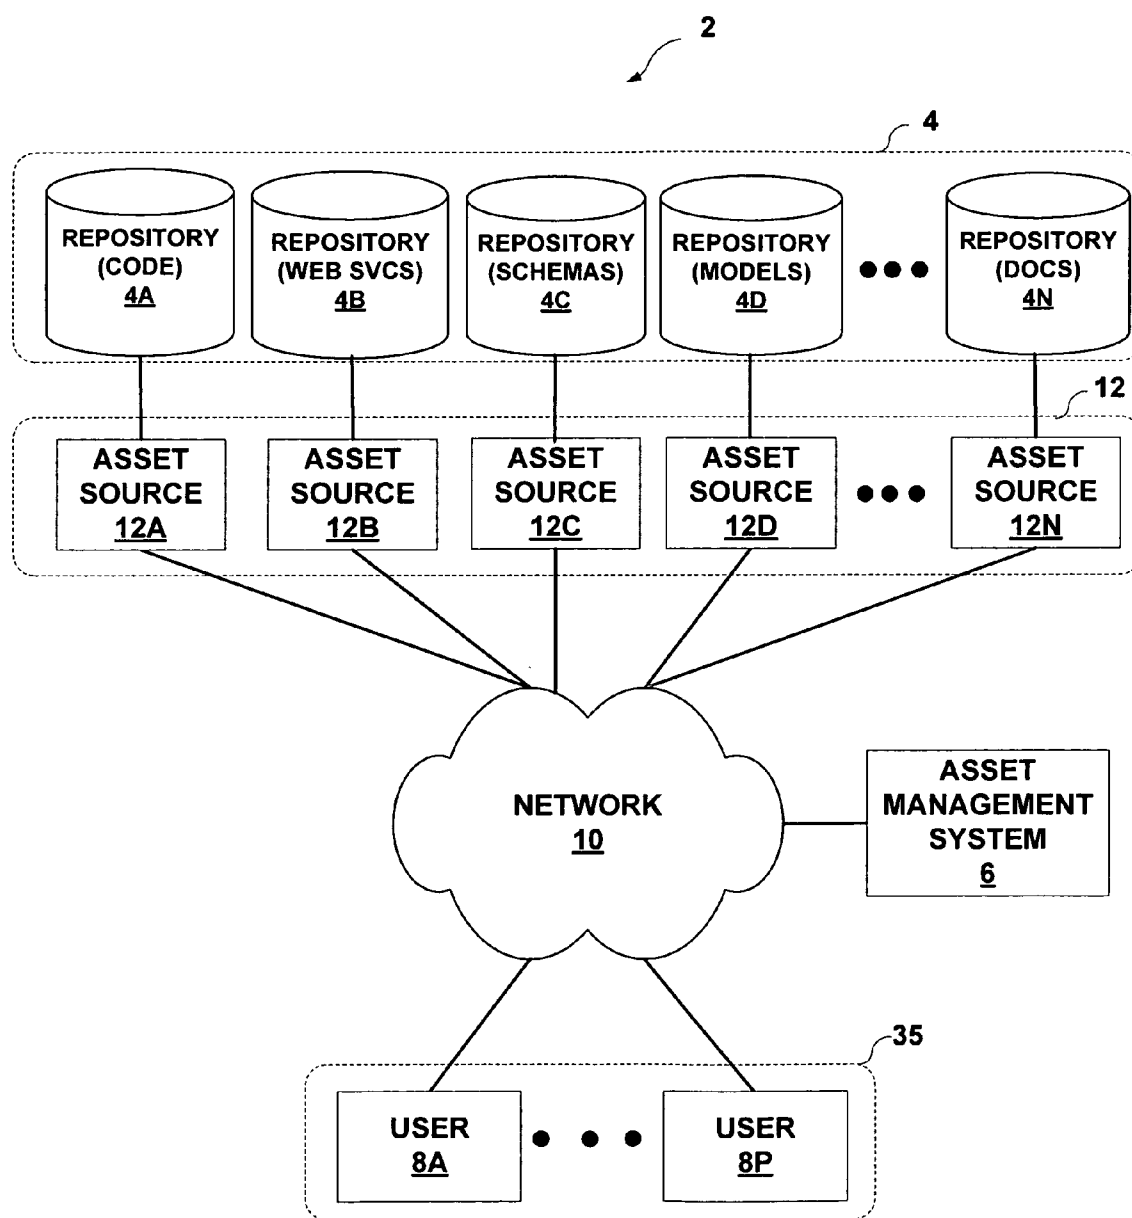 2
4
REPOSITORY
(CODE)
4A
REPOSITORY
(WEB SVCS)
4B
REPOSITORY
(SCHEMAS)
4C
REPOSITORY
(MODELS)
4D
REPOSITORY
(DOCS)
4N
12
ASSET
SOURCE
12A
ASSET
SOURCE
12B
ASSET
SOURCE
12C
ASSET
SOURCE
12D
ASSET
SOURCE
12N
NETWORK
10
ASSET
MANAGEMENT
SYSTEM
6
35
USER
8A
USER
8P